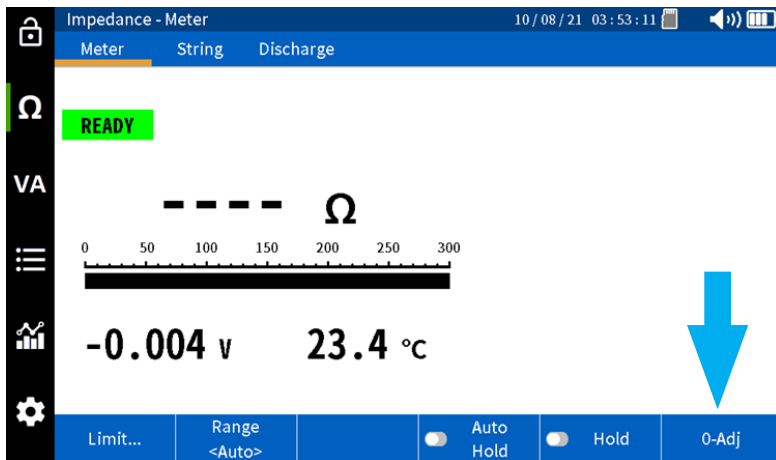 Impedance - Meter 10/08/21 03:53:11
Meter String Discharge
Ω
READY
VA
---- Ω
0 50 100 150 200 250 300
-0.004 V 23.4 °C
Limit... Range <Auto> Auto Hold Hold 0-Adj